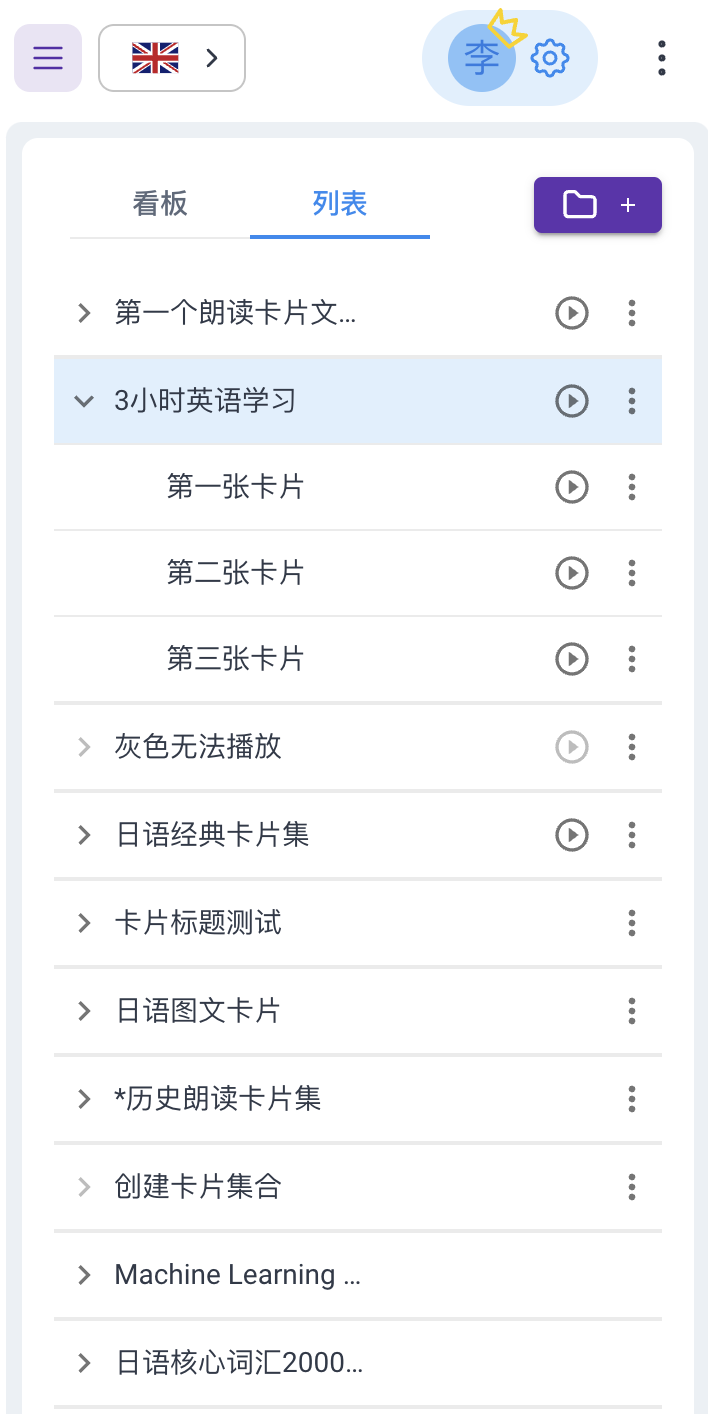 李
看板
列表
+
第一个朗读卡片文...
3小时英语学习
第一张卡片
第二张卡片
第三张卡片
灰色无法播放
日语经典卡片集
卡片标题测试
日语图文卡片
*历史朗读卡片集
创建卡片集合
Machine Learning ...
日语核心词汇2000...